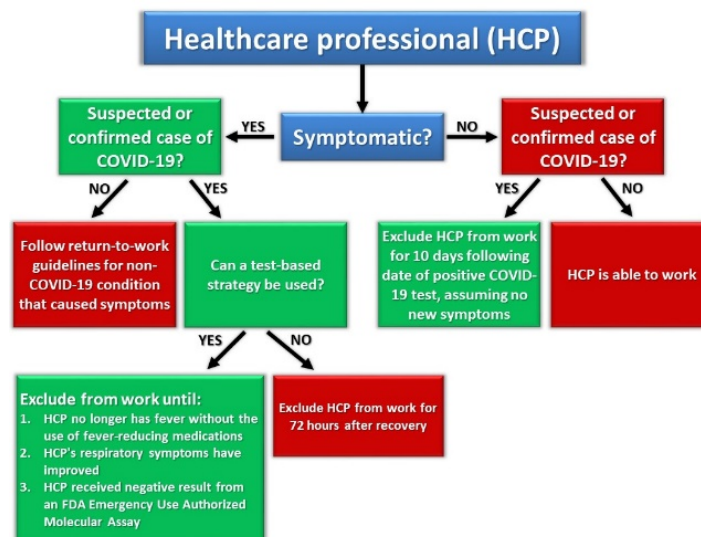 Healthcare professional (HCP)
Suspected or
confirmed case of
COVID-19?
YES
Symptomatic?
NO
Suspected or
confirmed case of
COVID-19?
NO
YES
YES
NO
Follow return-to-work
guidelines for non-
COVID-19 condition
that caused symptoms
Can a test-based
strategy be used?
Exclude HCP from work
for 10 days following
date of positive COVID-
19 test, assuming no
new symptoms
HCP is able to work
YES
NO
Exclude from work until:
1. HCP no longer has fever without the
use of fever-reducing medications
2. HCP's respiratory symptoms have
improved
3. HCP received negative result from
an FDA Emergency Use Authorized
Molecular Assay
Exclude HCP from work for
72 hours after recovery